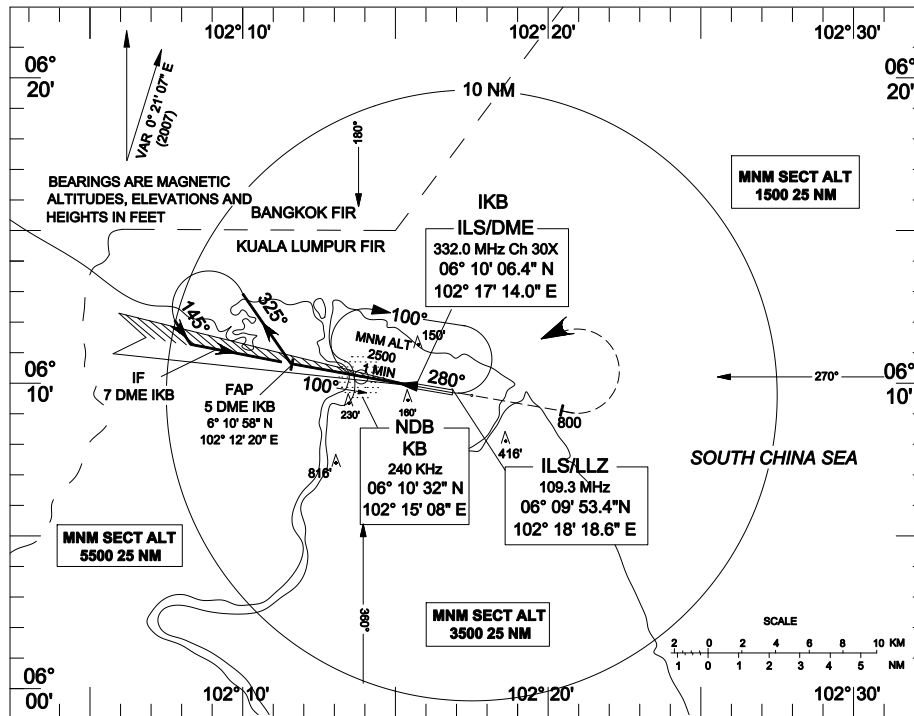 102° 10'
102° 20'
102° 30'
06°
20'
06°
20'
VAR 0° 21' 07" E
(2007)
10 NM
180°
BEARINGS ARE MAGNETIC
ALTITUDES, ELEVATIONS AND
HEIGHTS IN FEET
MNM SECT ALT
1500 25 NM
BANGKOK FIR
KUALA LUMPUR FIR
IKB
ILS/DME
332.0 MHz Ch 30X
06° 10' 06.4" N
102° 17' 14.0" E
145°
325°
100°
150'
MNM ALT
2500
1 MIN
IF
7 DME IKB
FAP
5 DME IKB
6° 10' 58" N
102° 12' 20" E
100°
280°
270°
06°
10'
06°
10'
230'
160'
800
NDB
KB
240 KHz
06° 10' 32" N
102° 15' 08" E
816'
416'
ILS/LLZ
109.3 MHz
06° 09' 53.4"N
102° 18' 18.6" E
SOUTH CHINA SEA
MNM SECT ALT
5500 25 NM
360°
MNM SECT ALT
3500 25 NM
SCALE
2 0 2 4 6 8 10 KM
1 0 1 2 3 4 5 NM
06°
00'
06°
00'
102° 10'
102° 20'
102° 30'